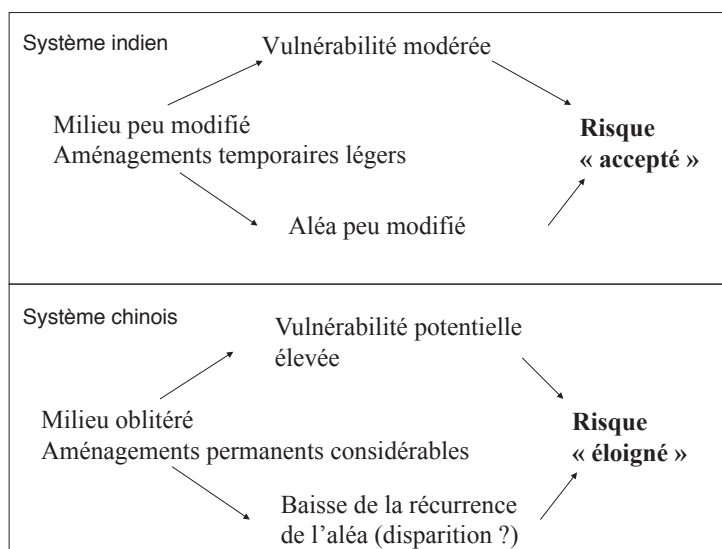 Système indien
Vulnérabilité modérée
Milieu peu modifié
Aménagements temporaires légers
Risque
« accepté »
Aléa peu modifié
Système chinois
Vulnérabilité potentielle
élevée
Milieu oblitéré
Aménagements permanents considérables
Risque
« éloigné »
Baisse de la récurrence
de l’aléa (disparition ?)